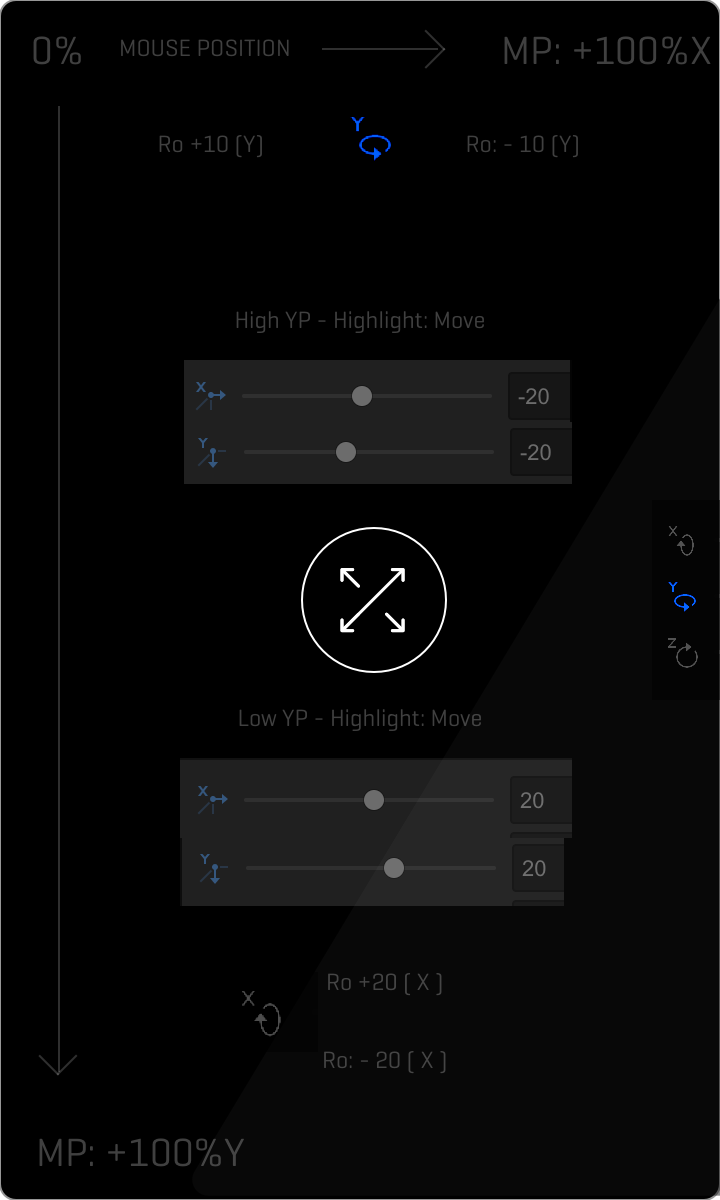 0% MOUSE POSITION MP: +100%X
Y
Ro +10 (Y) Ro: - 10 (Y)
High YP - Highlight: Move
X -20
Y -20
X
Y
Z
Low YP - Highlight: Move
X 20
Y 20
Ro +20 ( X )
X
Ro: - 20 ( X )
MP: +100%Y